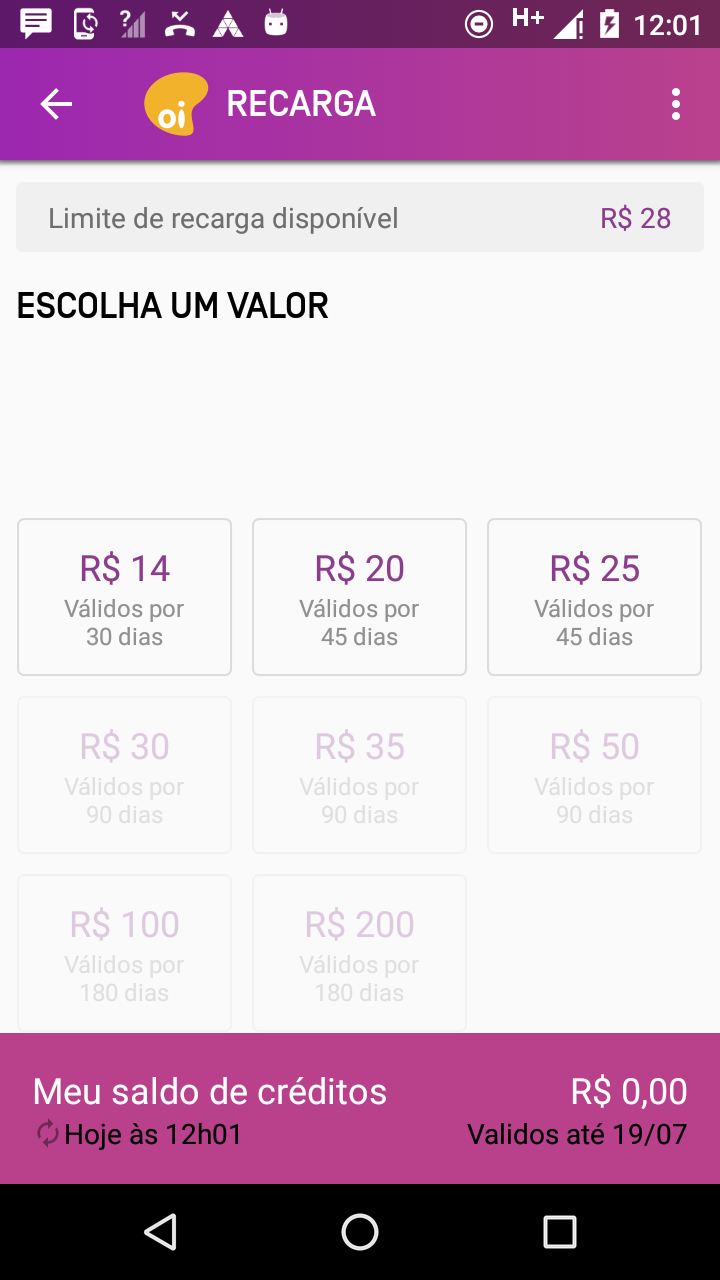 ? H+ ! 12:01
oi RECARGA
Limite de recarga disponível R$ 28
ESCOLHA UM VALOR
R$ 14 R$ 20 R$ 25
Válidos por Válidos por Válidos por
30 dias 45 dias 45 dias
R$ 30 R$ 35 R$ 50
Válidos por Válidos por Válidos por
90 dias 90 dias 90 dias
R$ 100 R$ 200
Válidos por Válidos por
180 dias 180 dias
Meu saldo de créditos R$ 0,00
Hoje às 12h01 Validos até 19/07